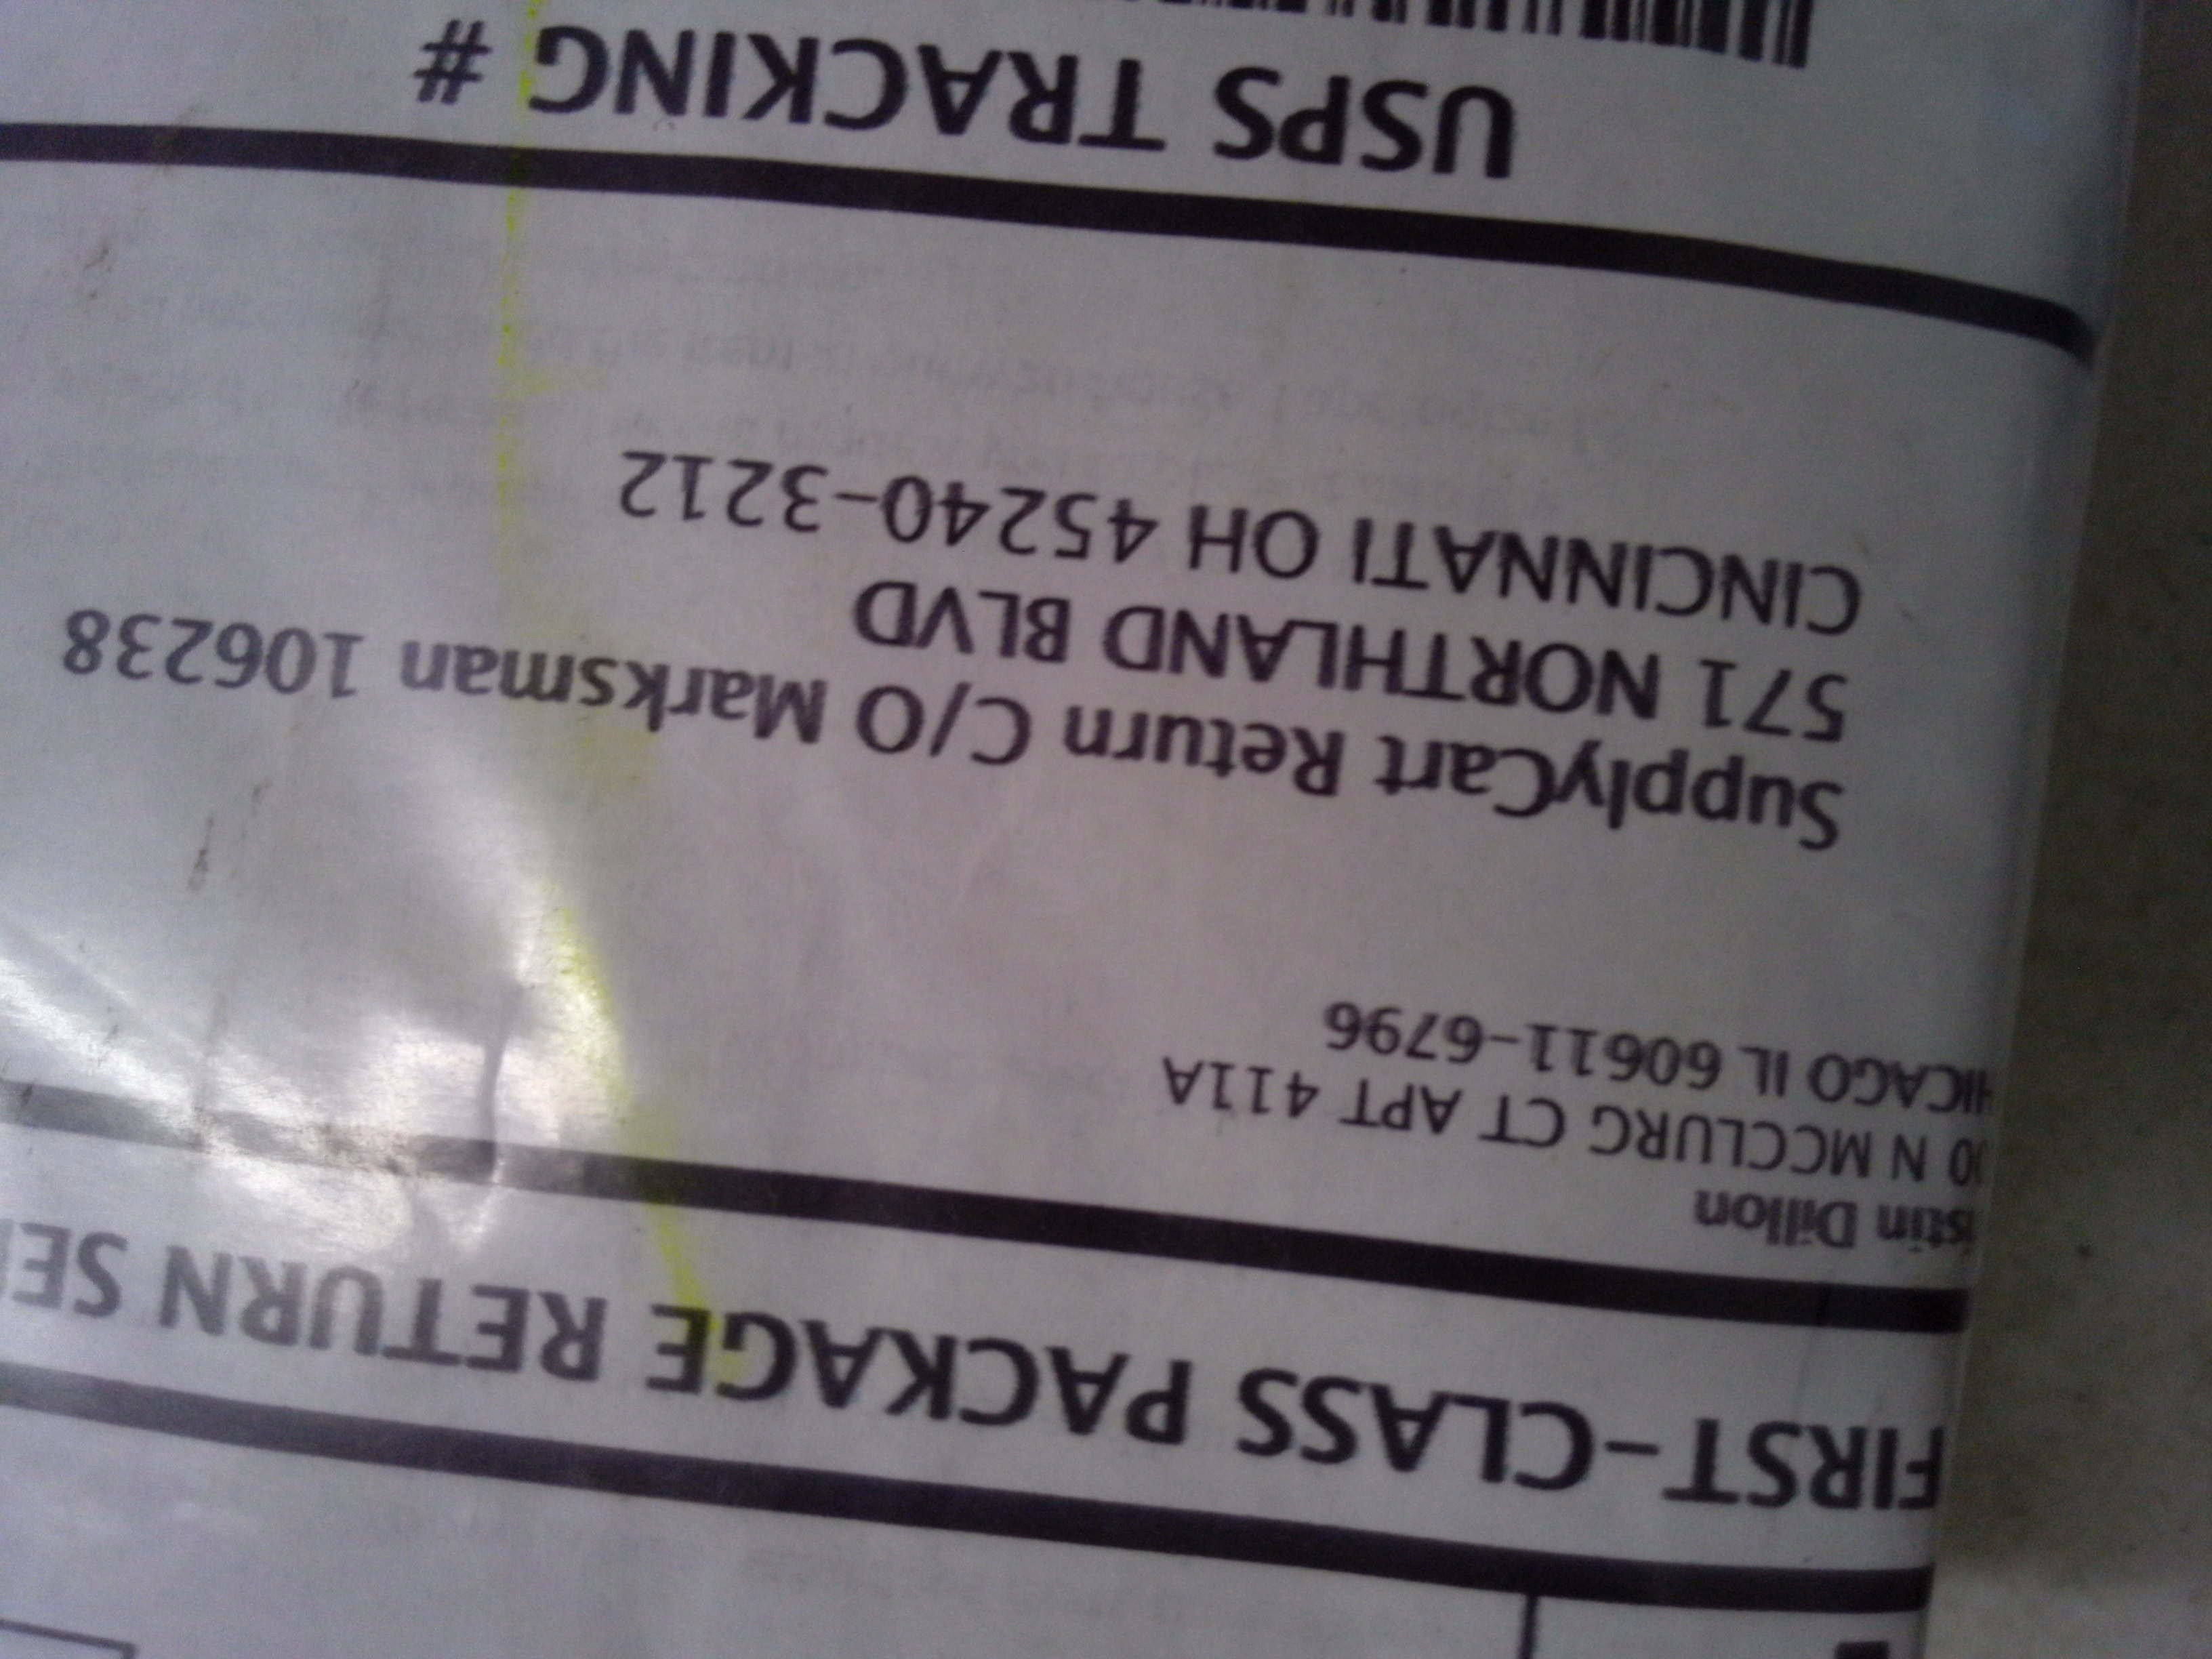 FIRST-CLASS PACKAGE RETURN SE
stin Dillon
00 N MCCLURG CT APT 411A
HICAGO IL 60611-6796
SupplyCart Return C/O Marksman 106238
571 NORTHLAND BLVD
CINCINNATI OH 45240-3212
USPS TRACKING #